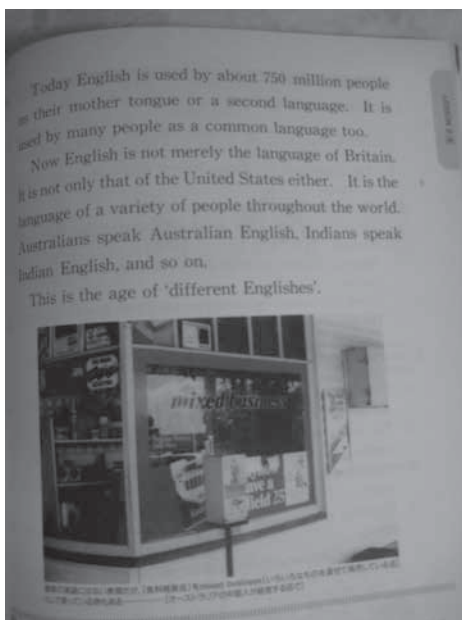 Today English is used by about 750 million people
as their mother tongue or a second language. It is
used by many people as a common language too.
Now English is not merely the language of Britain.
It is not only that of the United States either. It is the
language of a variety of people throughout the world.
Australians speak Australian English, Indians speak
Indian English, and so on.
This is the age of 'different Englishes'.
mixed business